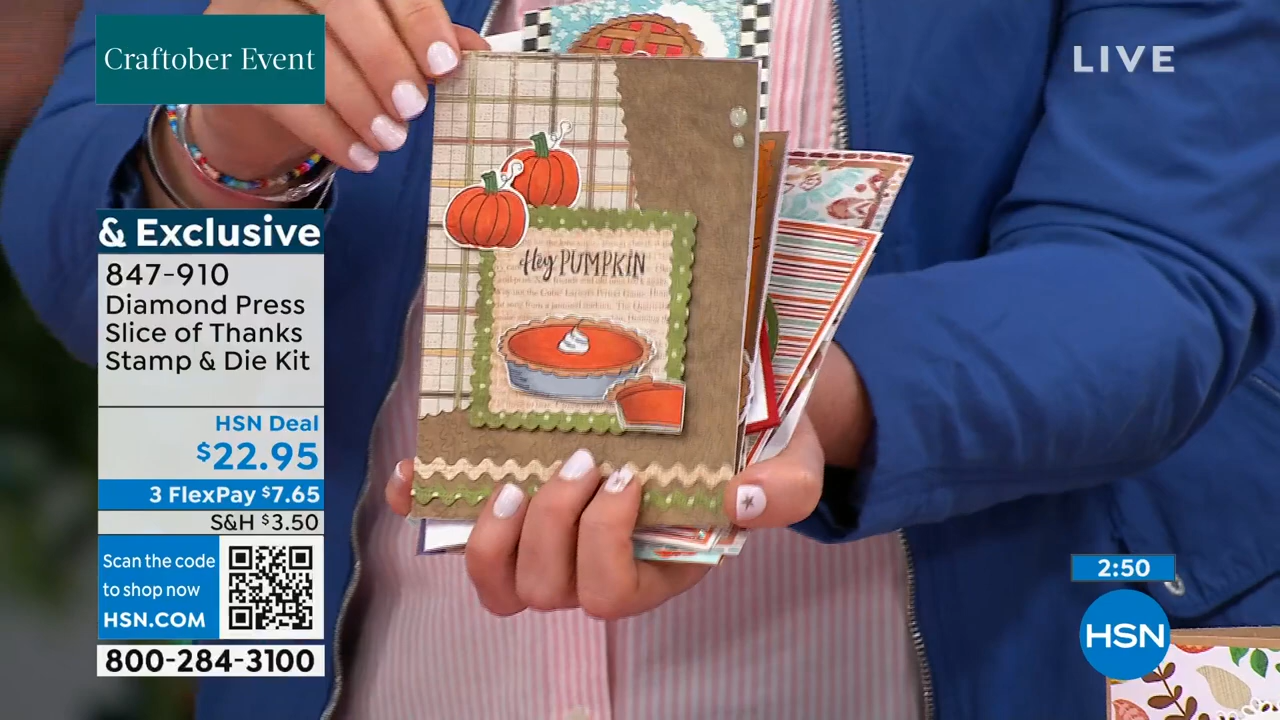 Craftober Event
LIVE
& Exclusive
847-910
Diamond Press
Slice of Thanks
Stamp & Die Kit
HSN Deal
$22.95
3 FlexPay $7.65
S&H $3.50
Scan the code
to shop now
HSN.COM
800-284-3100
Hey PUMPKIN
2:50
HSN